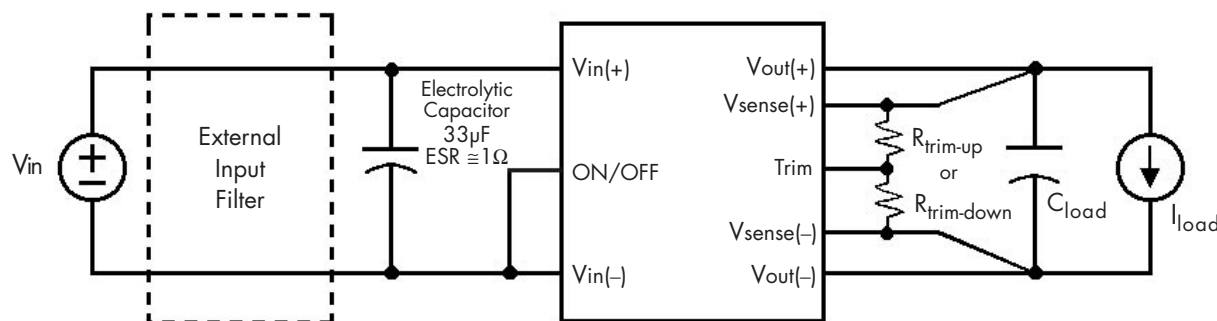 Vin
External
Input
Filter
Electrolytic
Capacitor
33µF
ESR ≅1Ω
Vin(+)
ON/OFF
Vin(–)
Vout(+)
Vsense(+)
Trim
Vsense(–)
Vout(–)
Rtrim-up
or
Rtrim-down
Cload
Iload